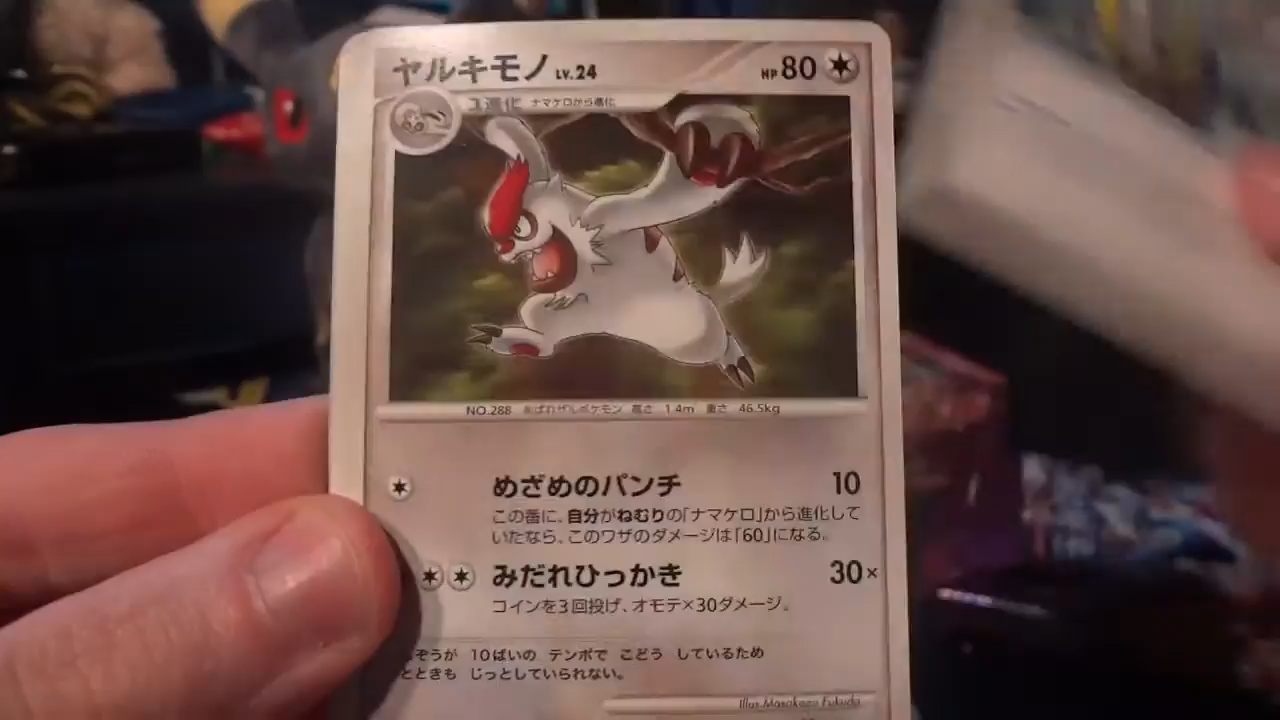 ヤルキモノ LV.24 HP 80
1進化 ナマケロから進化
NO.288 あばれザルポケモン 高さ 1.4m 重さ 46.5kg
めざめのパンチ 10
この番に、自分がねむりの「ナマケロ」から進化して
いたなら、このワザのダメージは「60」になる。
みだれひっかき 30×
コインを3回投げ、オモテ×30ダメージ。
ぞうが 10ばいの テンポで こどう しているため
ときも じっとしていられない。
Illus.Masakazu Fukuda